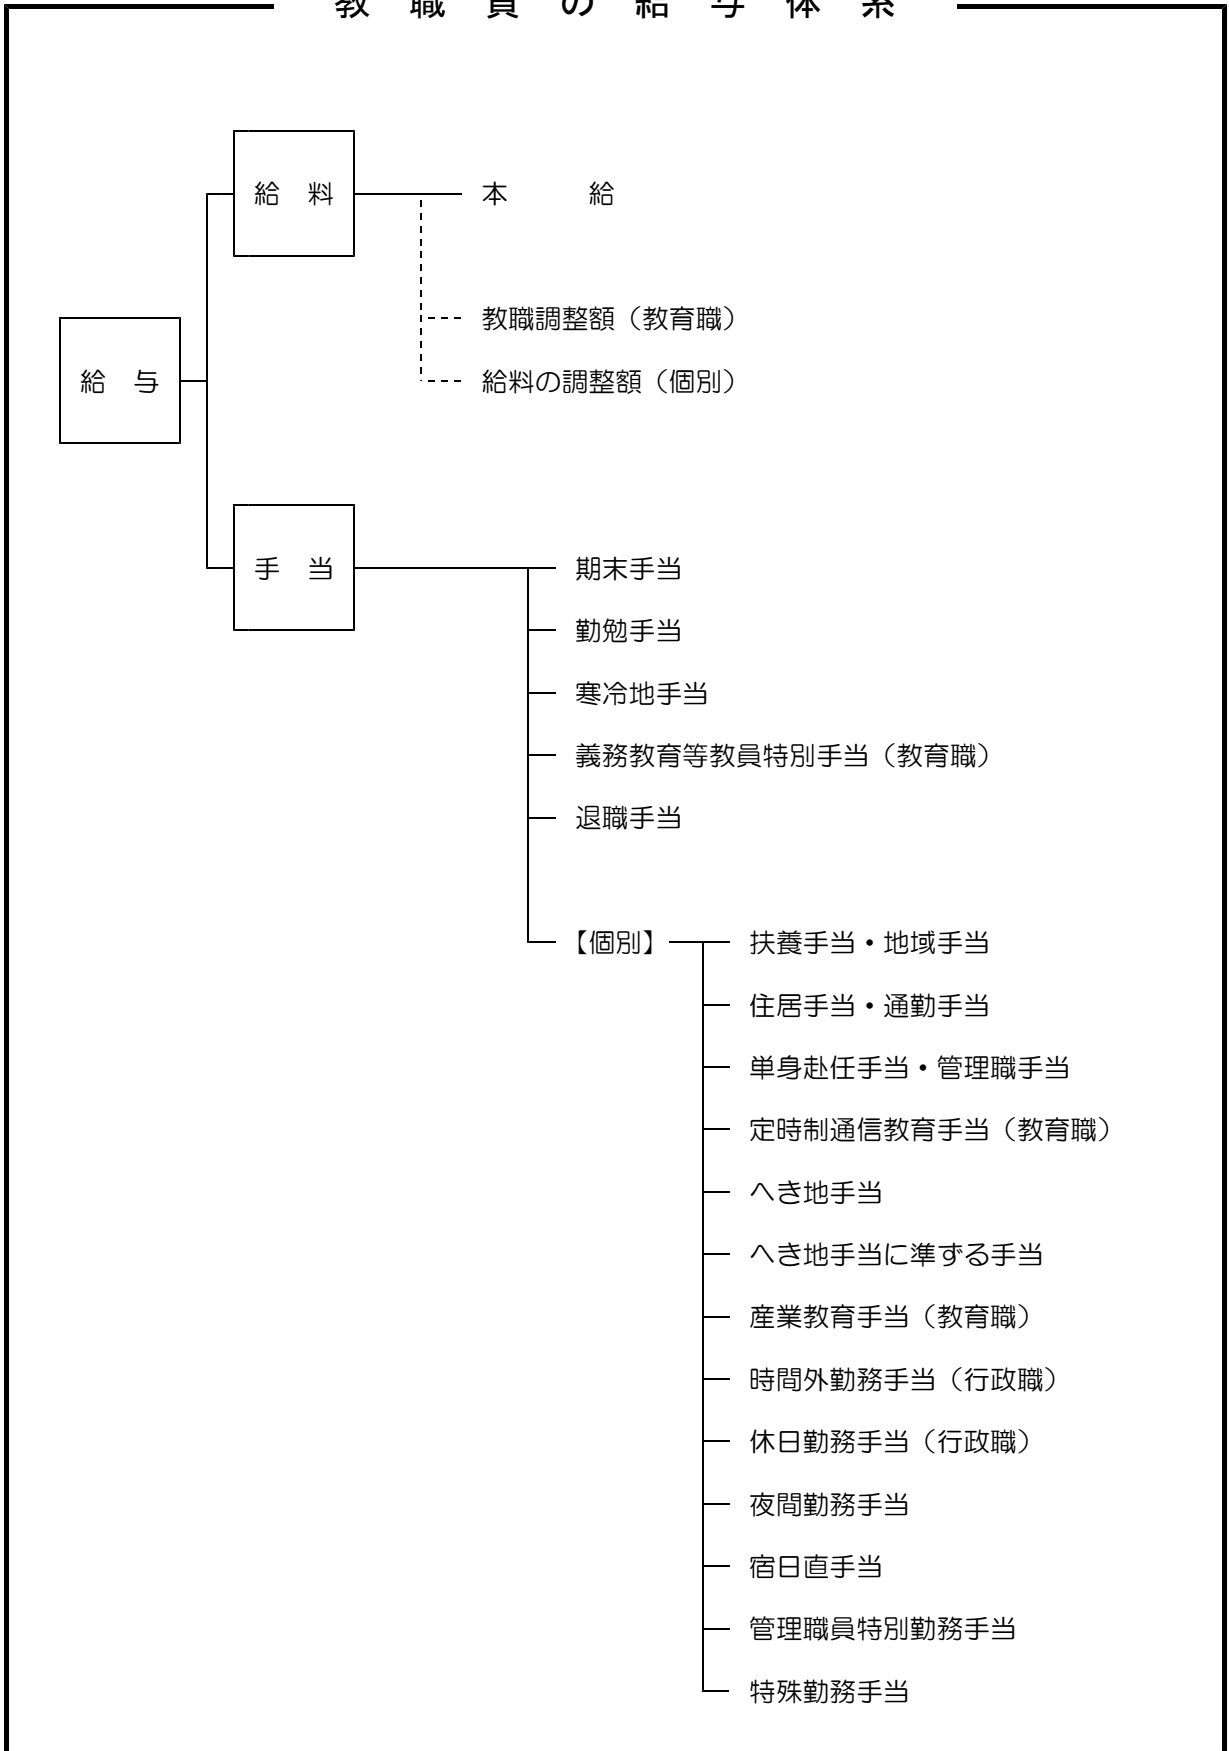 教職員の給与体系
給料
本給
教職調整額（教育職）
給与
給料の調整額（個別）
手当
期末手当
勤勉手当
寒冷地手当
義務教育等教員特別手当（教育職）
退職手当
【個別】
扶養手当・地域手当
住居手当・通勤手当
単身赴任手当・管理職手当
定時制通信教育手当（教育職）
へき地手当
へき地手当に準ずる手当
産業教育手当（教育職）
時間外勤務手当（行政職）
休日勤務手当（行政職）
夜間勤務手当
宿日直手当
管理職員特別勤務手当
特殊勤務手当